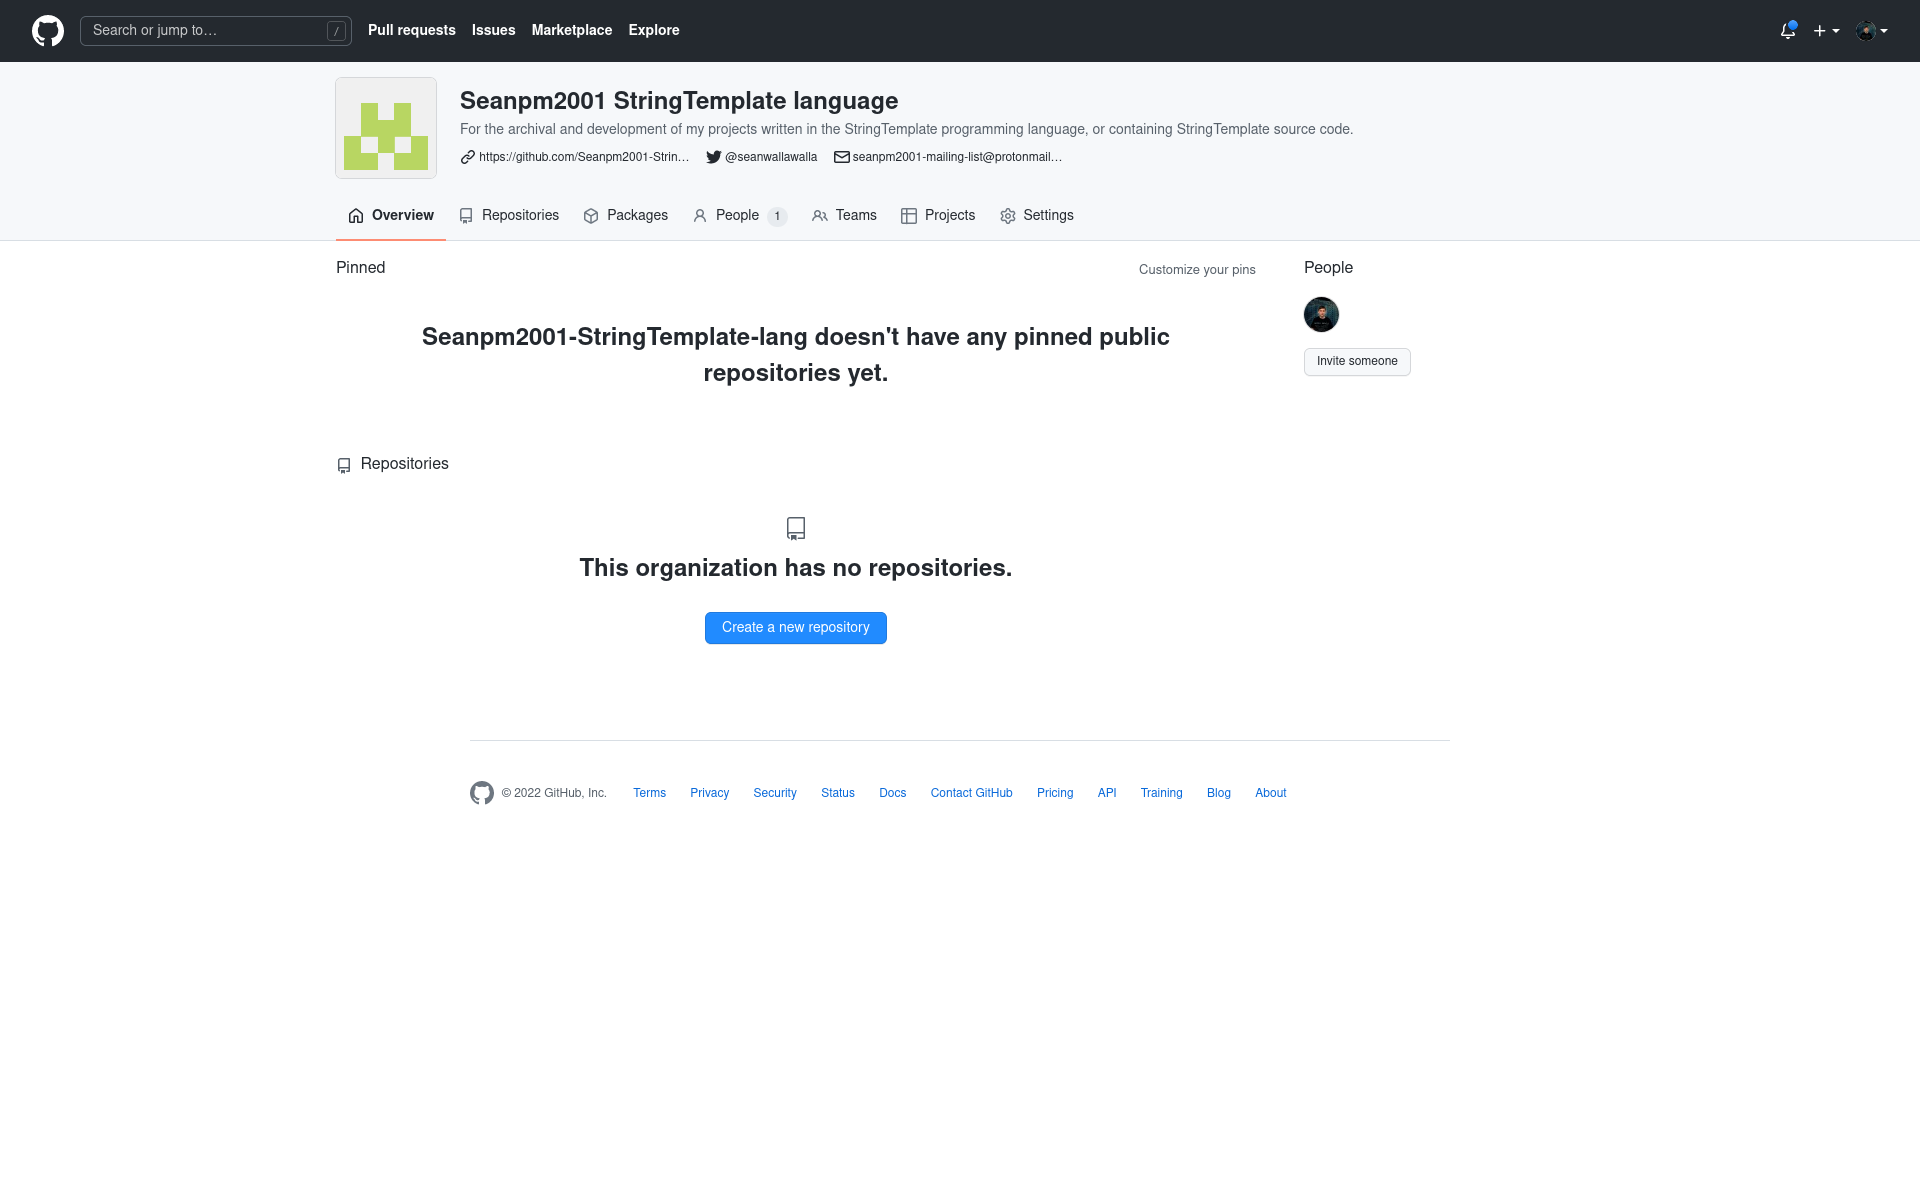 Search or jump to…
/
Pull requests
Issues
Marketplace
Explore
Seanpm2001 StringTemplate language
For the archival and development of my projects written in the StringTemplate programming language, or containing StringTemplate source code.
https://github.com/Seanpm2001-Strin…
@seanwallawalla
seanpm2001-mailing-list@protonmail…
Overview
Repositories
Packages
People 1
Teams
Projects
Settings
Pinned
Customize your pins
People
Seanpm2001-StringTemplate-lang doesn't have any pinned public
repositories yet.
Invite someone
Repositories
This organization has no repositories.
Create a new repository
© 2022 GitHub, Inc.
Terms
Privacy
Security
Status
Docs
Contact GitHub
Pricing
API
Training
Blog
About